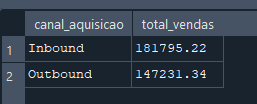 canal_aquisicao total_vendas
1 Inbound 181795.22
2 Outbound 147231.34